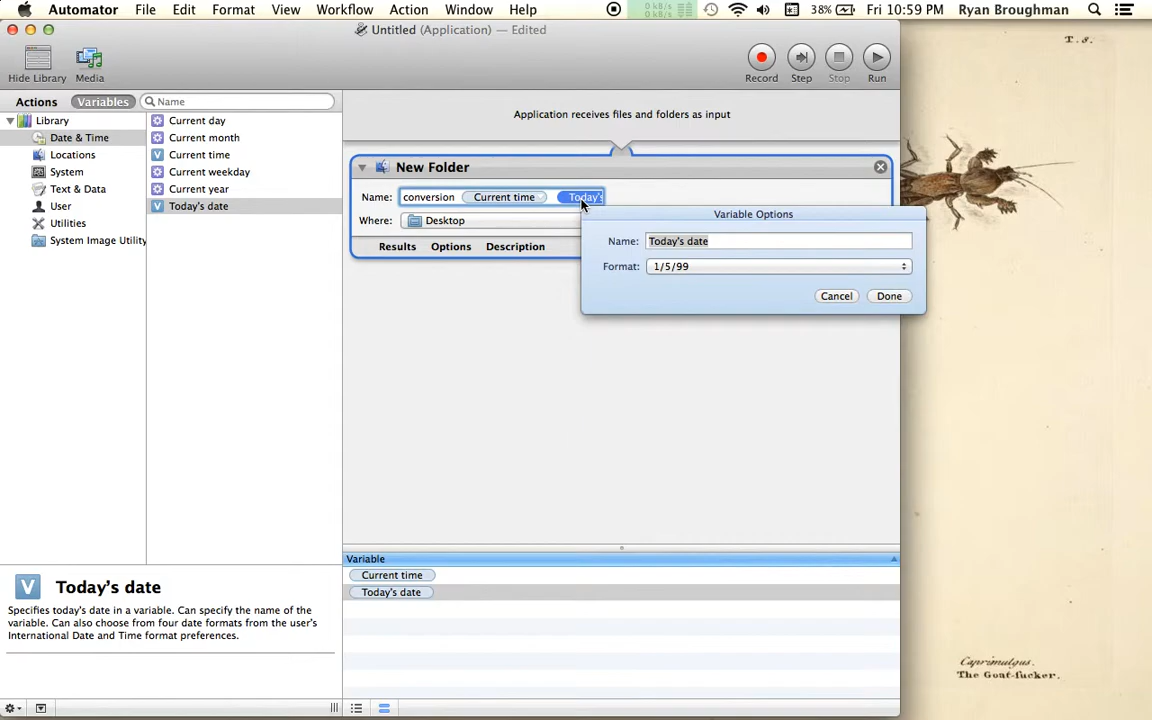 Automator File Edit Format View Workflow Action Window Help 0 kB/s 0 kB/s 38% Fri 10:59 PM Ryan Broughman
Untitled (Application) — Edited
Hide Library Media Record Step Stop Run
Actions Variables Name
Library
Date & Time
Locations
System
Text & Data
User
Utilities
System Image Utility
Current day
Current month
Current time
Current weekday
Current year
Today's date
Application receives files and folders as input
New Folder
Name: conversion Current time Today's
Where: Desktop
Results Options Description
Variable Options
Name: Today's date
Format: 1/5/99
Cancel Done
Variable
Current time
Today's date
V Today's date
Specifies today's date in a variable. Can specify the name of the
variable. Can also choose from four date formats from the user's
International Date and Time format preferences.
T. 8.
Caprimulgus.
The Goat-fucker.